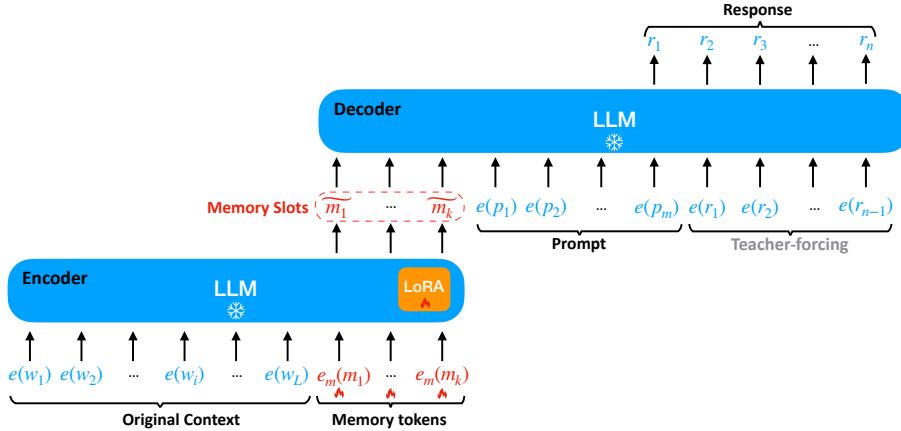 Response
r₁ r₂ r₃ ... rₙ
Decoder
LLM
Memory Slots
m̃₁ ... m̃ₖ
e(p₁) e(p₂) ... e(pₘ) e(r₁) e(r₂) ... e(rₙ₋₁)
Prompt
Teacher-forcing
Encoder
LLM
LoRA
e(w₁) e(w₂) ... e(wᵢ) ... e(w_L) eₘ(m₁) ... eₘ(mₖ)
Original Context
Memory tokens